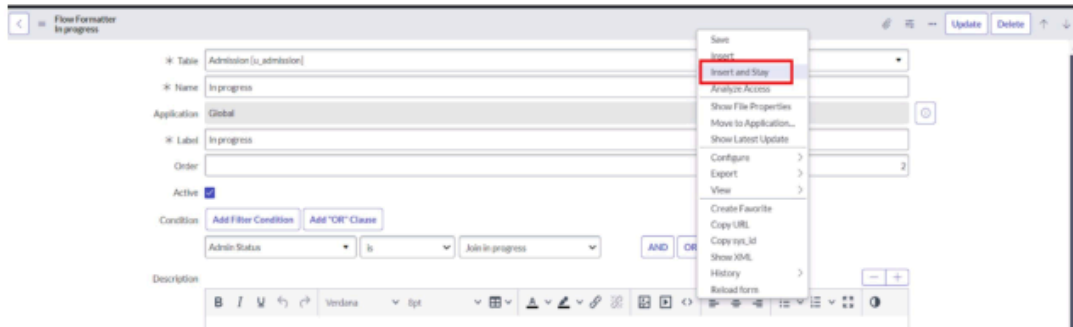 Flow Formatter
In progress
Update Delete
Table Admission [u_admission]
Name In progress
Application Global
Label In progress
Order 2
Active
Condition Add Filter Condition Add "OR" Clause
Admin Status is Join in progress AND OR
Description
B I U Verdana 8pt A
Save
Insert
Insert and Stay
Analyze Access
Show File Properties
Move to Application...
Show Latest Update
Configure
Export
View
Create Favorite
Copy URL
Copy sys_id
Show XML
History
Reload form